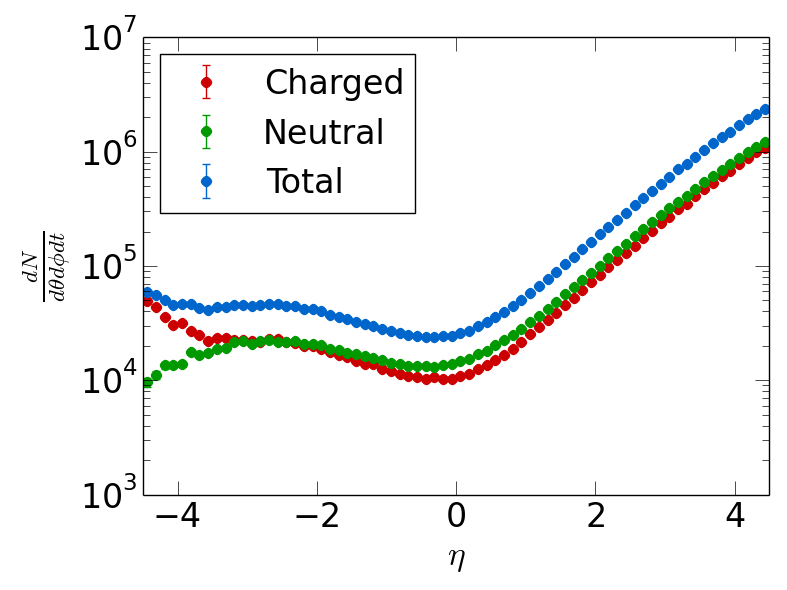 10^7
10^6
10^5
10^4
10^3
dN
dθdϕdt
Charged
Neutral
Total
−4 −2 0 2 4
η